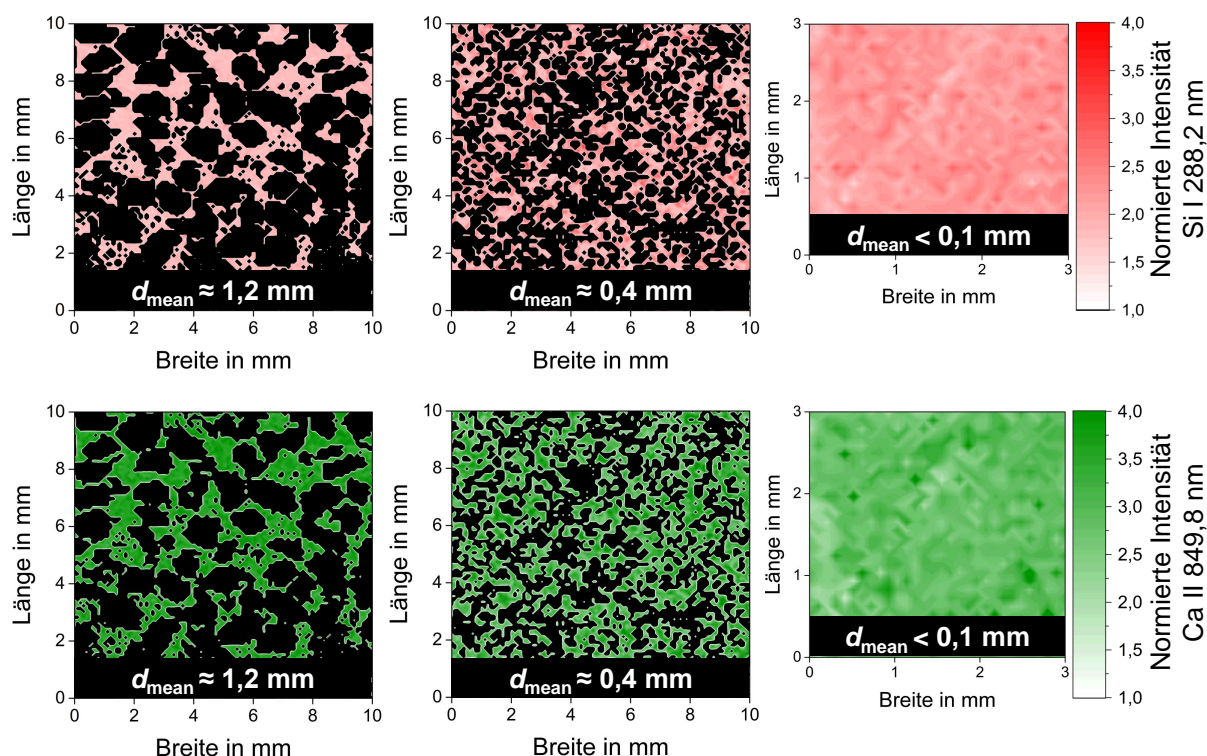 10
8
6
4
2
0
Länge in mm
d mean ≈ 1,2 mm
0 2 4 6 8 10
Breite in mm
10
8
6
4
2
0
Länge in mm
d mean ≈ 0,4 mm
0 2 4 6 8 10
Breite in mm
3
2
1
0
Länge in mm
d mean < 0,1 mm
0 1 2 3
Breite in mm
4,0
3,5
3,0
2,5
2,0
1,5
1,0
Normierte Intensität
Si I 288,2 nm
10
8
6
4
2
0
Länge in mm
d mean ≈ 1,2 mm
0 2 4 6 8 10
Breite in mm
10
8
6
4
2
0
Länge in mm
d mean ≈ 0,4 mm
0 2 4 6 8 10
Breite in mm
3
2
1
0
Länge in mm
d mean < 0,1 mm
0 1 2 3
Breite in mm
4,0
3,5
3,0
2,5
2,0
1,5
1,0
Normierte Intensität
Ca II 849,8 nm